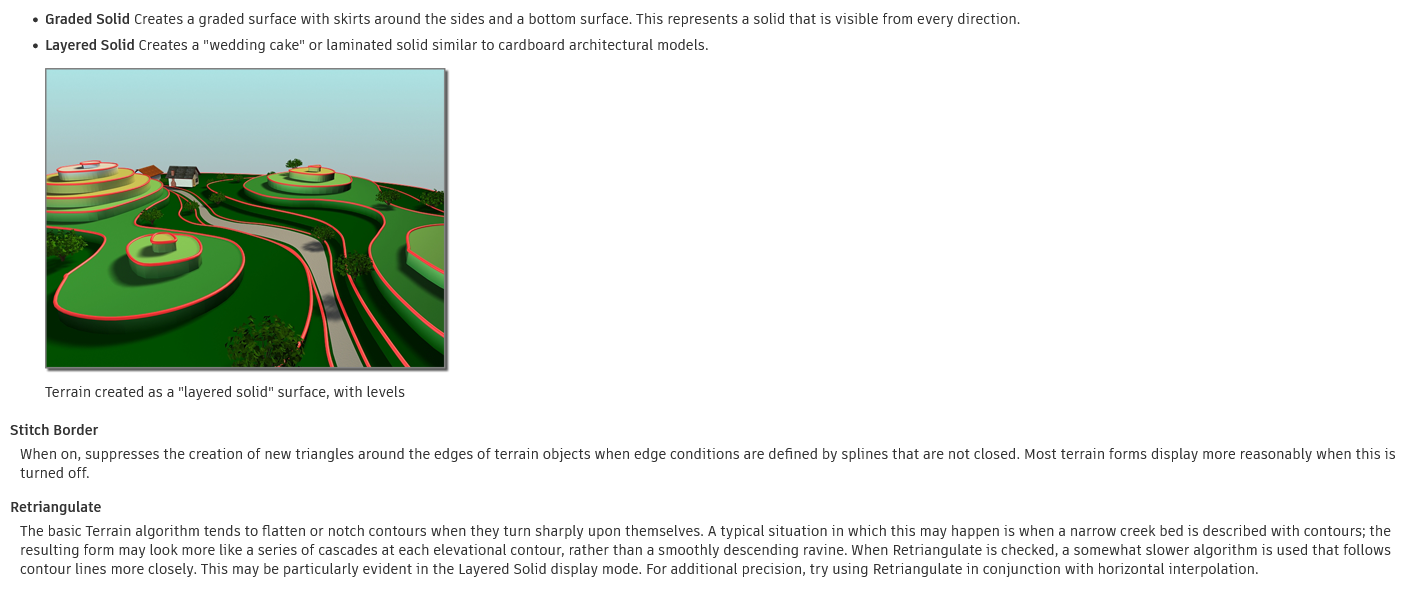 • Graded Solid Creates a graded surface with skirts around the sides and a bottom surface. This represents a solid that is visible from every direction.
• Layered Solid Creates a "wedding cake" or laminated solid similar to cardboard architectural models.
Terrain created as a "layered solid" surface, with levels
Stitch Border
When on, suppresses the creation of new triangles around the edges of terrain objects when edge conditions are defined by splines that are not closed. Most terrain forms display more reasonably when this is
turned off.
Retriangulate
The basic Terrain algorithm tends to flatten or notch contours when they turn sharply upon themselves. A typical situation in which this may happen is when a narrow creek bed is described with contours; the
resulting form may look more like a series of cascades at each elevational contour, rather than a smoothly descending ravine. When Retriangulate is checked, a somewhat slower algorithm is used that follows
contour lines more closely. This may be particularly evident in the Layered Solid display mode. For additional precision, try using Retriangulate in conjunction with horizontal interpolation.